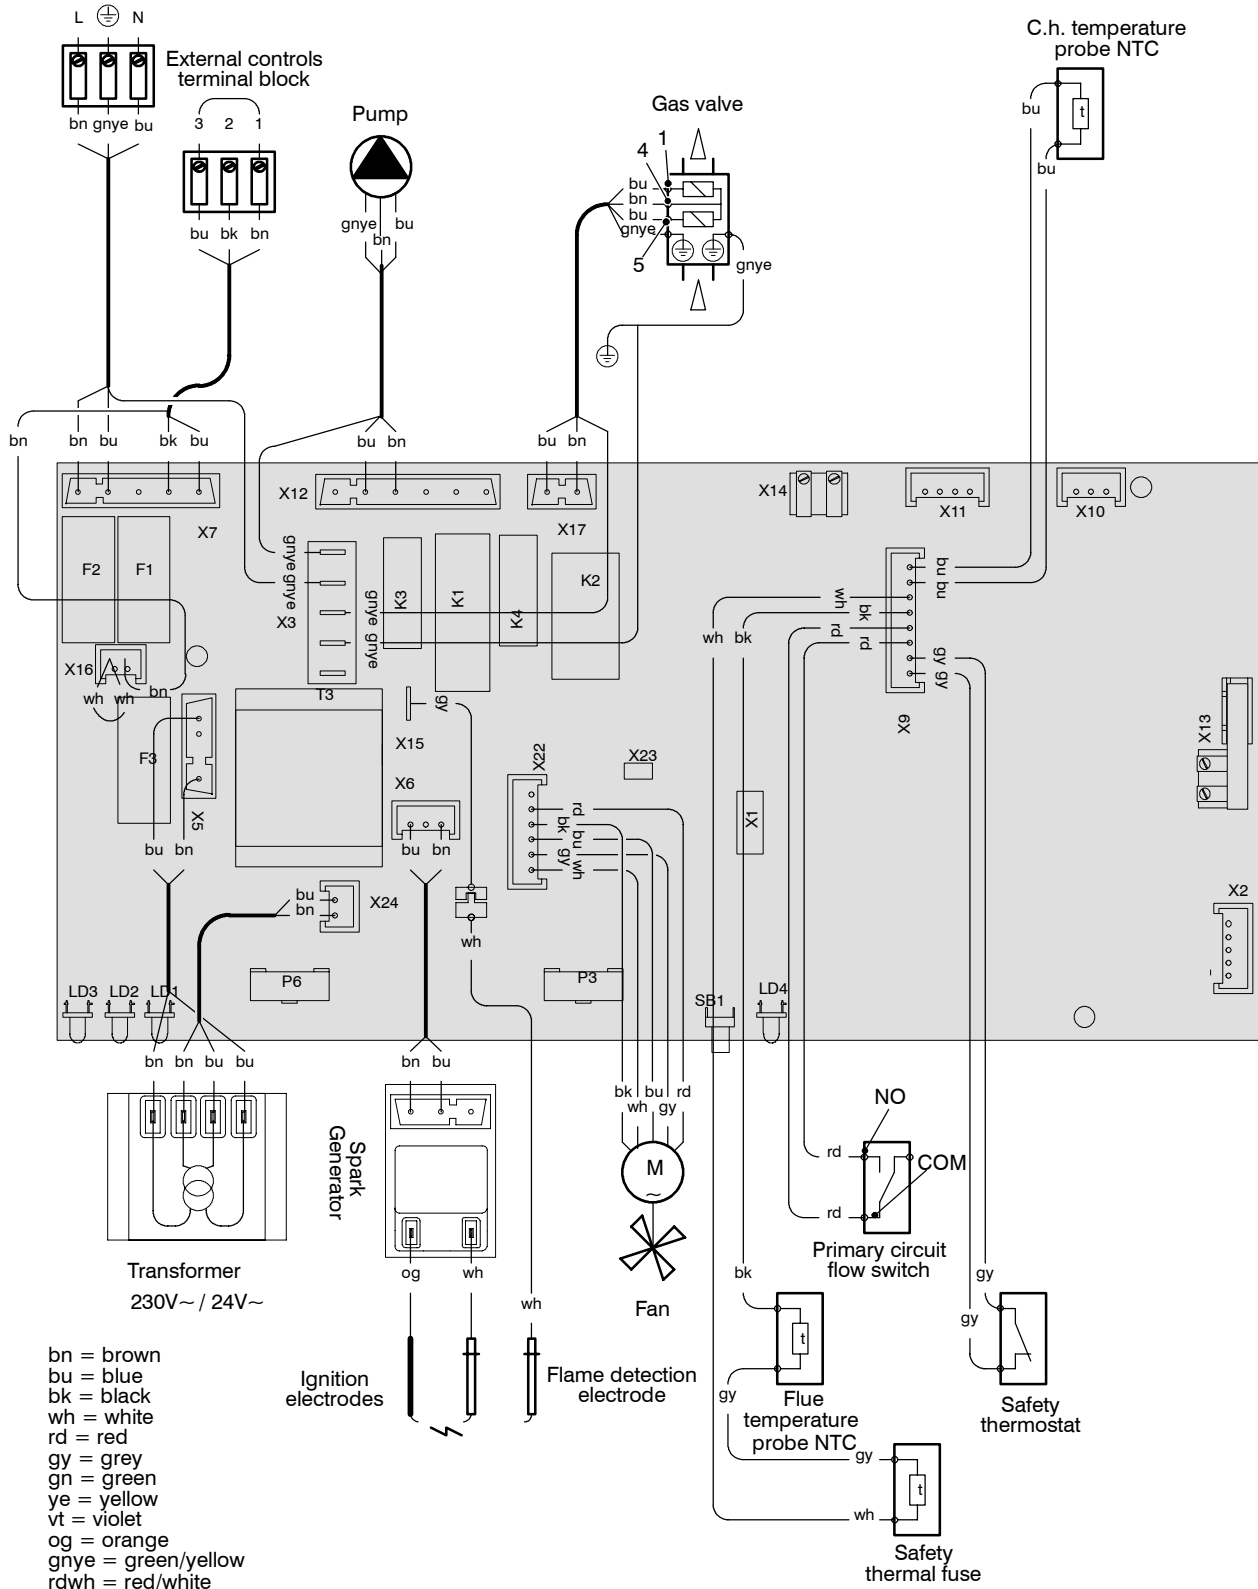 L N
External controls
terminal block
bn gnye bu
3 2 1
bu bk bn
Pump
gnye
bn
bu
Gas valve
1
4
bu
bn
bu
gnye
5
gnye
C.h. temperature
probe NTC
bu
t
bu
bn bn bu bk bu
bu bn
bu bn
X7
X12
X17
X14
X11
X10
F2
F1
gnye
gnye
X3
gnye
gnye
K3
K1
K4
K2
X9
bu
bu
wh
bk
rd
rd
gy
gy
wh bk
X16
wh wh bn
F3
X5
bu bn
T3
gy
X15
X6
bu bn
X22
rd
bk
bu
gy
wh
X23
X1
X13
X2
bu
bn
X24
wh
P6
P3
LD3 LD2 LD1
SB1
LD4
bn bn bu bu
bn bu
bk
wh
bu
gy
rd
Spark
Generator
M
~
NO
COM
rd
rd
Primary circuit
flow switch
Transformer
230V~ / 24V~
og
wh
wh
Fan
bk
gy
gy
t
bn = brown
bu = blue
bk = black
wh = white
rd = red
gy = grey
gn = green
ye = yellow
vt = violet
og = orange
gnye = green/yellow
rdwh = red/white
Ignition
electrodes
Flame detection
electrode
gy
Flue
temperature
probe NTC
Safety
thermostat
gy
t
wh
Safety
thermal fuse